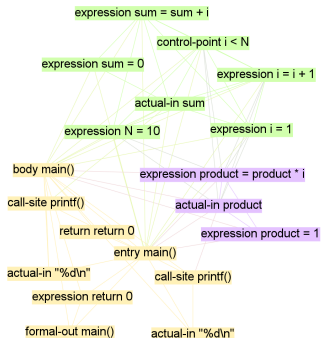 expression sum = sum + i
control-point i < N
expression sum = 0
expression i = i + 1
actual-in sum
expression N = 10
expression i = 1
body main()
expression product = product * i
call-site printf()
actual-in product
return return 0
expression product = 1
entry main()
actual-in "%d\n"
call-site printf()
expression return 0
formal-out main()
actual-in "%d\n"